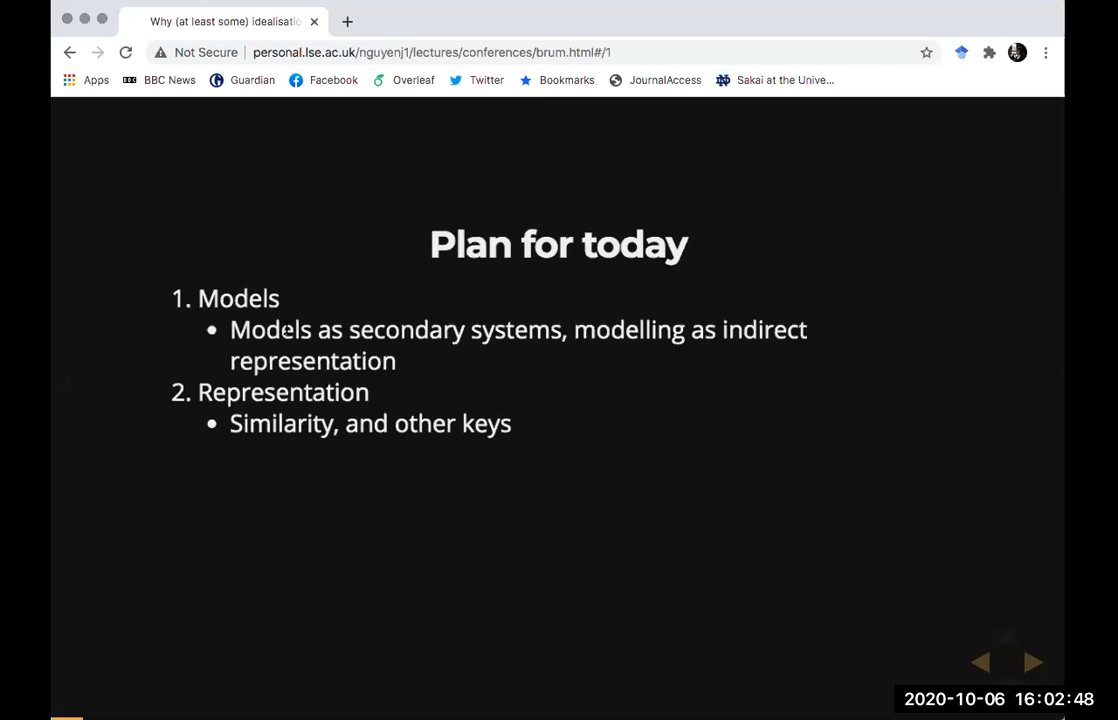 Why (at least some) idealisatio
Not Secure personal.lse.ac.uk/nguyenj1/lectures/conferences/brum.html#/1
Apps BBC News Guardian Facebook Overleaf Twitter Bookmarks JournalAccess Sakai at the Unive...
Plan for today
1. Models
• Models as secondary systems, modelling as indirect
representation
2. Representation
• Similarity, and other keys
2020-10-06 16:02:48